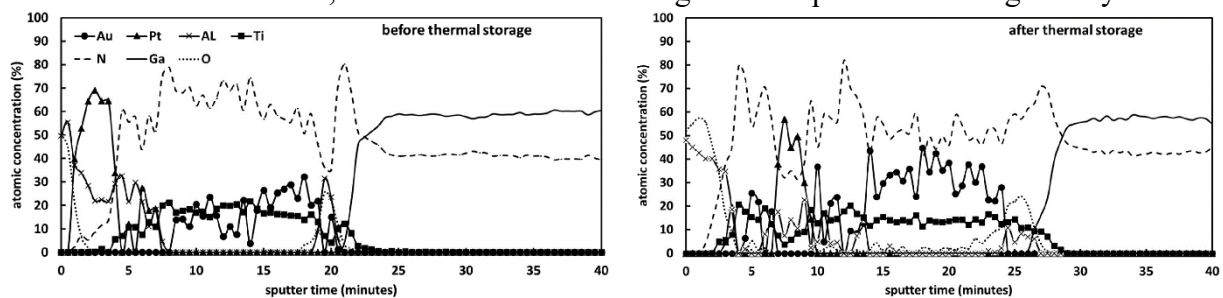 100
90
80
70
60
50
40
30
20
10
0
atomic concentration (%)
Au Pt AL Ti
N Ga O
before thermal storage
0 5 10 15 20 25 30 35 40
sputter time (minutes)
100
90
80
70
60
50
40
30
20
10
0
atomic concentration (%)
after thermal storage
0 5 10 15 20 25 30 35 40
sputter time (minutes)